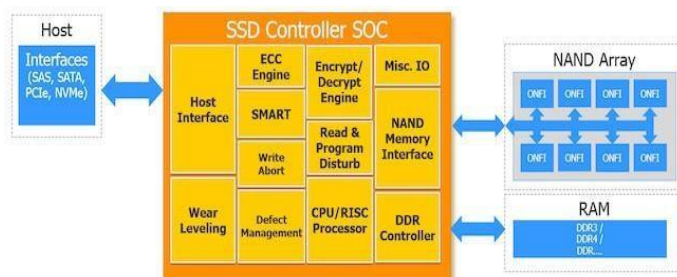 Host
Interfaces
(SAS, SATA,
PCIe, NVMe)
SSD Controller SOC
Host
Interface
ECC
Engine
Encrypt/
Decrypt
Engine
Misc. IO
SMART
NAND
Memory
Interface
Read &
Program
Disturb
Write
Abort
Wear
Leveling
Defect
Management
CPU/RISC
Processor
DDR
Controller
NAND Array
ONFI ONFI ONFI ONFI
ONFI ONFI ONFI ONFI
RAM
DDR3 /
DDR4 /
DDR....